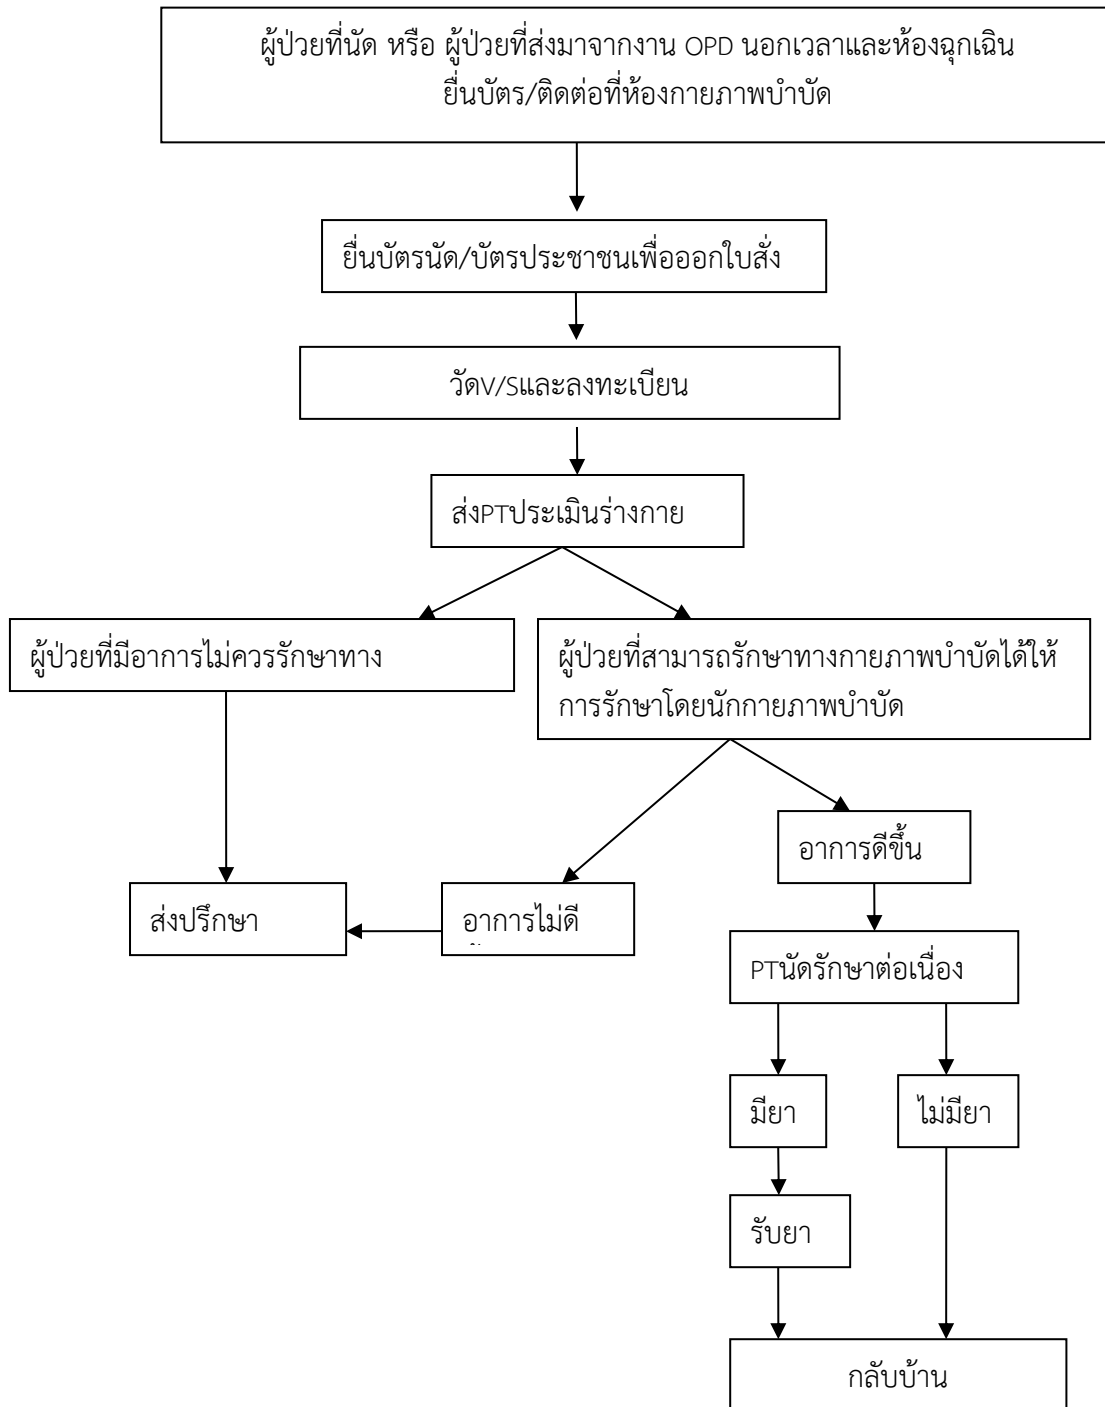 ผู้ป่วยที่นัด หรือ ผู้ป่วยที่ส่งมาจากงาน OPD นอกเวลาและห้องฉุกเฉิน
ยื่นบัตร/ติดต่อที่ห้องกายภาพบำบัด
ยื่นบัตรนัด/บัตรประชาชนเพื่อออกใบสั่ง
วัดV/Sและลงทะเบียน
ส่งPTประเมินร่างกาย
ผู้ป่วยที่มีอาการไม่ควรรักษาทาง
ผู้ป่วยที่สามารถรักษาทางกายภาพบำบัดได้ให้
การรักษาโดยนักกายภาพบำบัด
อาการดีขึ้น
ส่งปรึกษา
อาการไม่ดี
PTนัดรักษาต่อเนื่อง
มียา
ไม่มียา
รับยา
กลับบ้าน